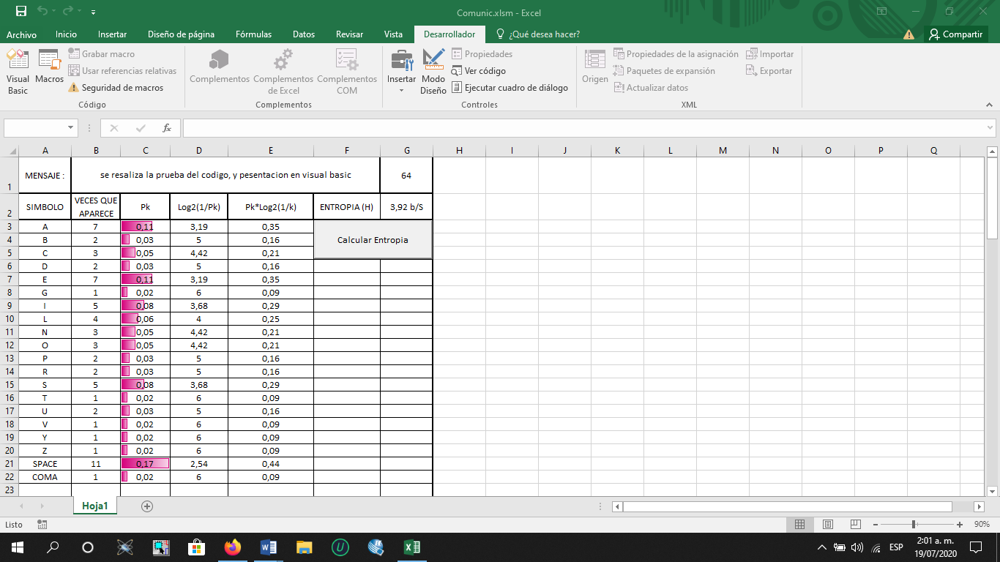 Comunic.xlsm - Excel
Archivo Inicio Insertar Diseño de página Fórmulas Datos Revisar Vista Desarrollador ¿Qué desea hacer? Compartir
Visual Basic
Macros
Grabar macro
Usar referencias relativas
Seguridad de macros
Código
Complementos
Complementos de Excel
Complementos COM
Complementos
Insertar
Modo Diseño
Propiedades
Ver código
Ejecutar cuadro de diálogo
Controles
Origen
Propiedades de la asignación
Paquetes de expansión
Actualizar datos
Importar
Exportar
XML
fx
A B C D E F G H I J K L M N O P Q
1 MENSAJE : se resaliza la prueba del codigo, y pesentacion en visual basic 64
2 SIMBOLO VECES QUE APARECE Pk Log2(1/Pk) Pk*Log2(1/k) ENTROPIA (H) 3,92 b/S
3 A 7 0,11 3,19 0,35
Calcular Entropia
4 B 2 0,03 5 0,16
5 C 3 0,05 4,42 0,21
6 D 2 0,03 5 0,16
7 E 7 0,11 3,19 0,35
8 G 1 0,02 6 0,09
9 I 5 0,08 3,68 0,29
10 L 4 0,06 4 0,25
11 N 3 0,05 4,42 0,21
12 O 3 0,05 4,42 0,21
13 P 2 0,03 5 0,16
14 R 2 0,03 5 0,16
15 S 5 0,08 3,68 0,29
16 T 1 0,02 6 0,09
17 U 2 0,03 5 0,16
18 V 1 0,02 6 0,09
19 Y 1 0,02 6 0,09
20 Z 1 0,02 6 0,09
21 SPACE 11 0,17 2,54 0,44
22 COMA 1 0,02 6 0,09
23
Hoja1
Listo 90%
ESP
2:01 a. m.
19/07/2020